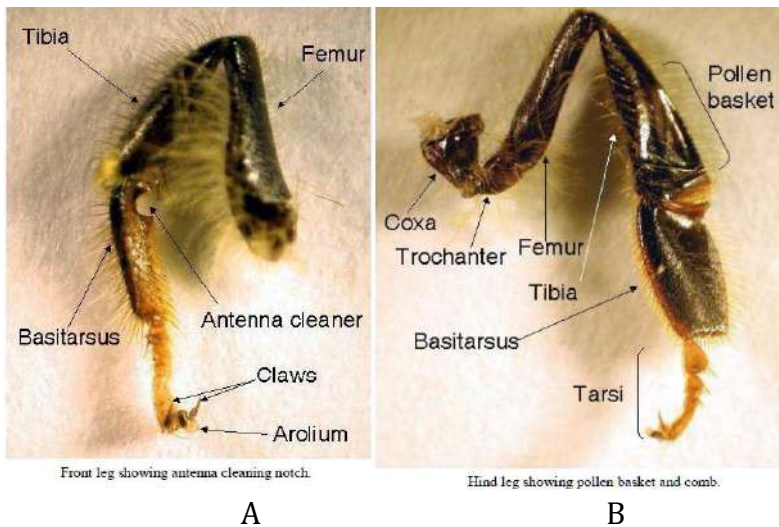 Tibia
Femur
Basitarsus
Antenna cleaner
Claws
Arolium
Front leg showing antenna cleaning notch.
A
Pollen
basket
Coxa
Trochanter
Femur
Tibia
Basitarsus
Tarsi
Hind leg showing pollen basket and comb.
B